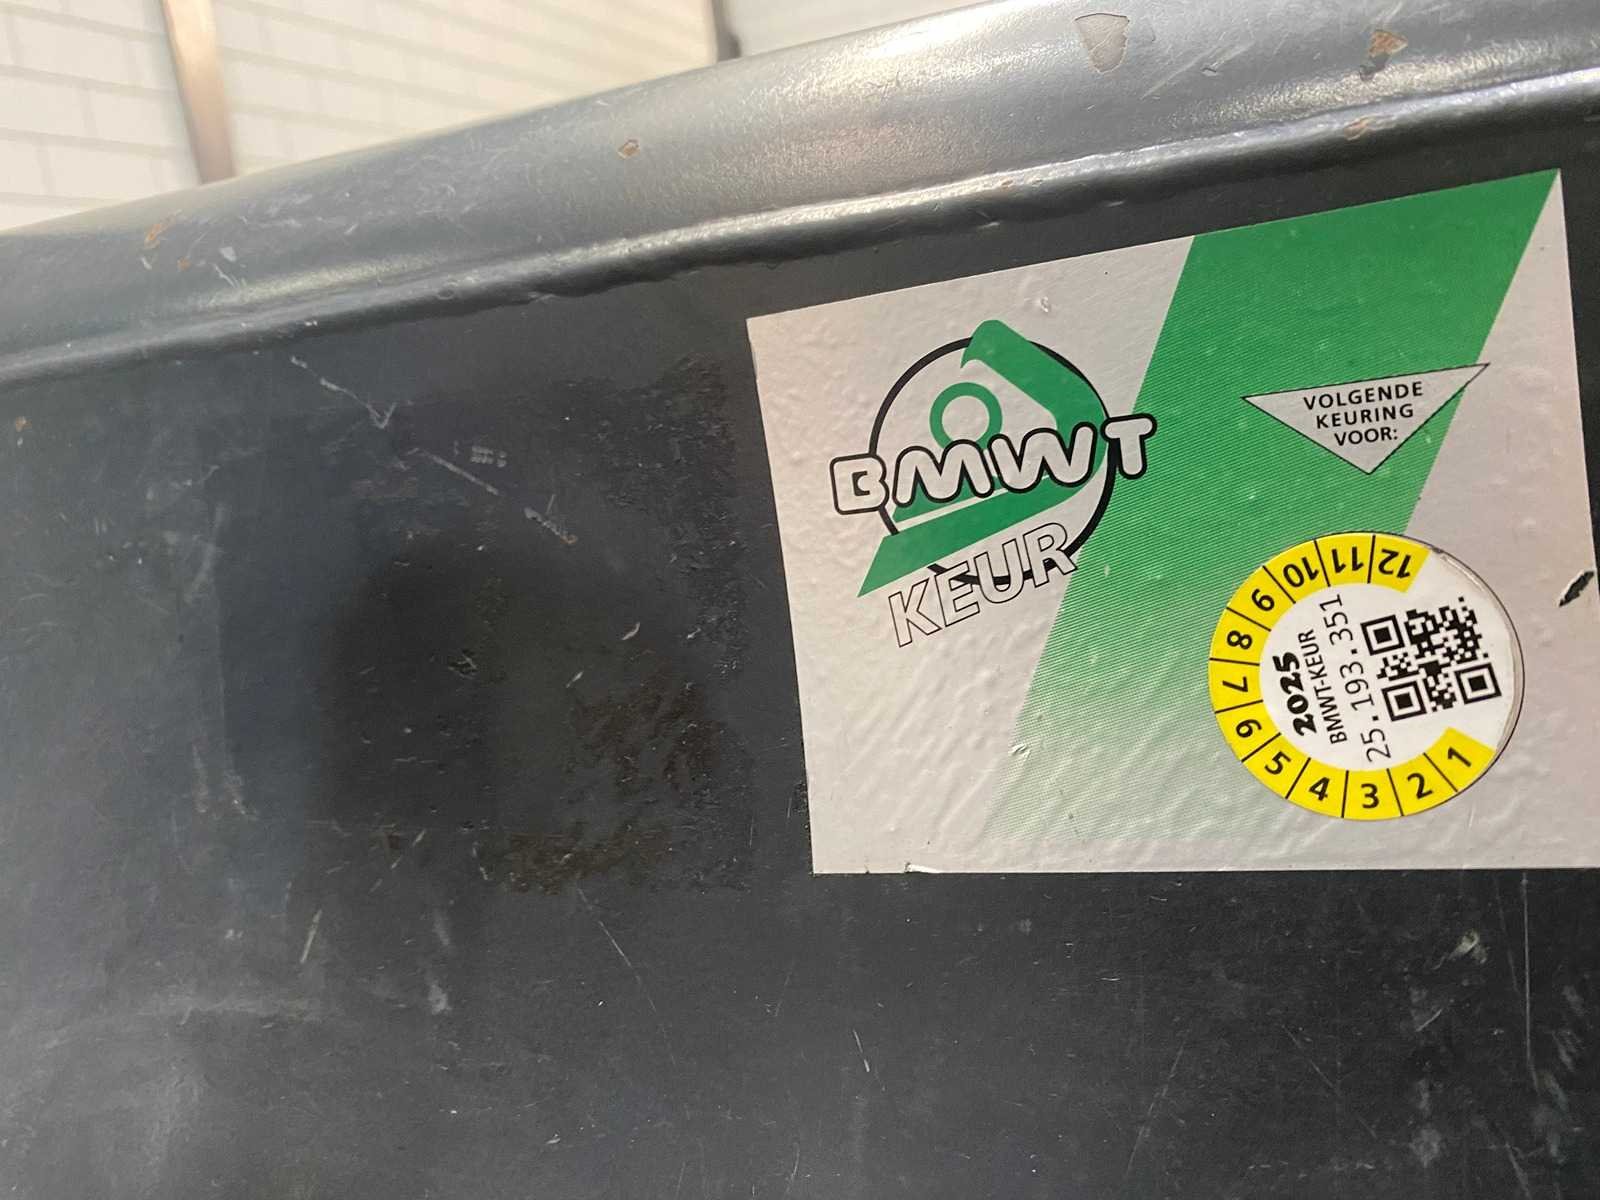 BMWT
KEUR
VOLGENDE
KEURING
VOOR:
1 2 3 4 5 6 7 8 9 10 11 12
2025
BMWT-KEUR
25.193.351